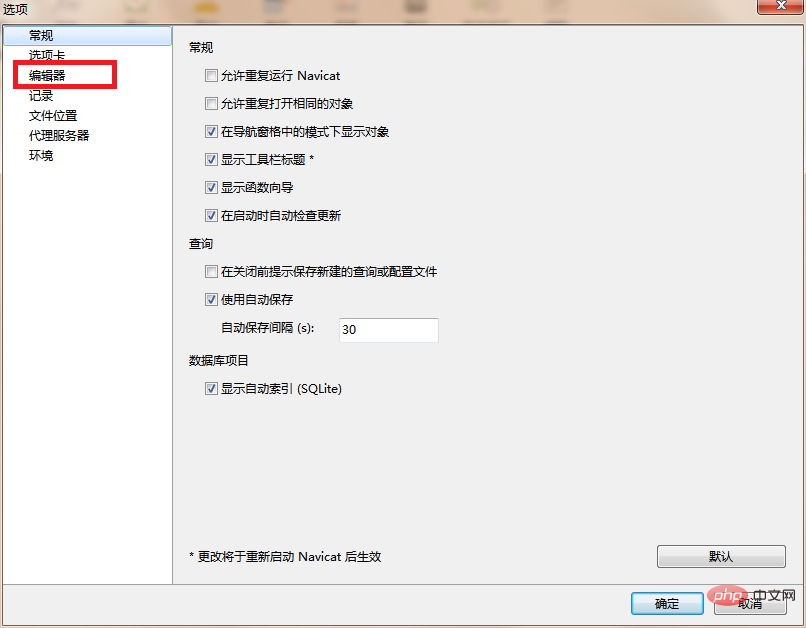 选项
常规
选项卡
编辑器
记录
文件位置
代理服务器
环境
常规
允许重复运行 Navicat
允许重复打开相同的对象
在导航窗格中的模式下显示对象
显示工具栏标题 *
显示函数向导
在启动时自动检查更新
查询
在关闭前提示保存新建的查询或配置文件
使用自动保存
自动保存间隔 (s): 30
数据库项目
显示自动索引 (SQLite)
* 更改将于重新启动 Navicat 后生效
默认
确定
取消
php 中文网